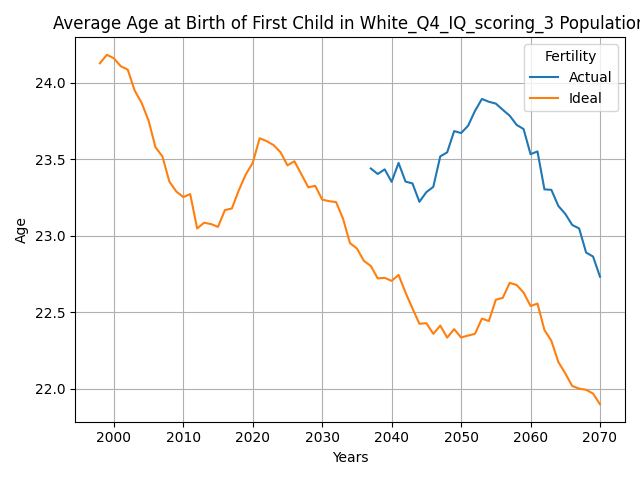 Average Age at Birth of First Child in White_Q4_IQ_scoring_3 Population
Fertility
Actual
Ideal
24.0
23.5
23.0
22.5
22.0
Age
2000 2010 2020 2030 2040 2050 2060 2070
Years